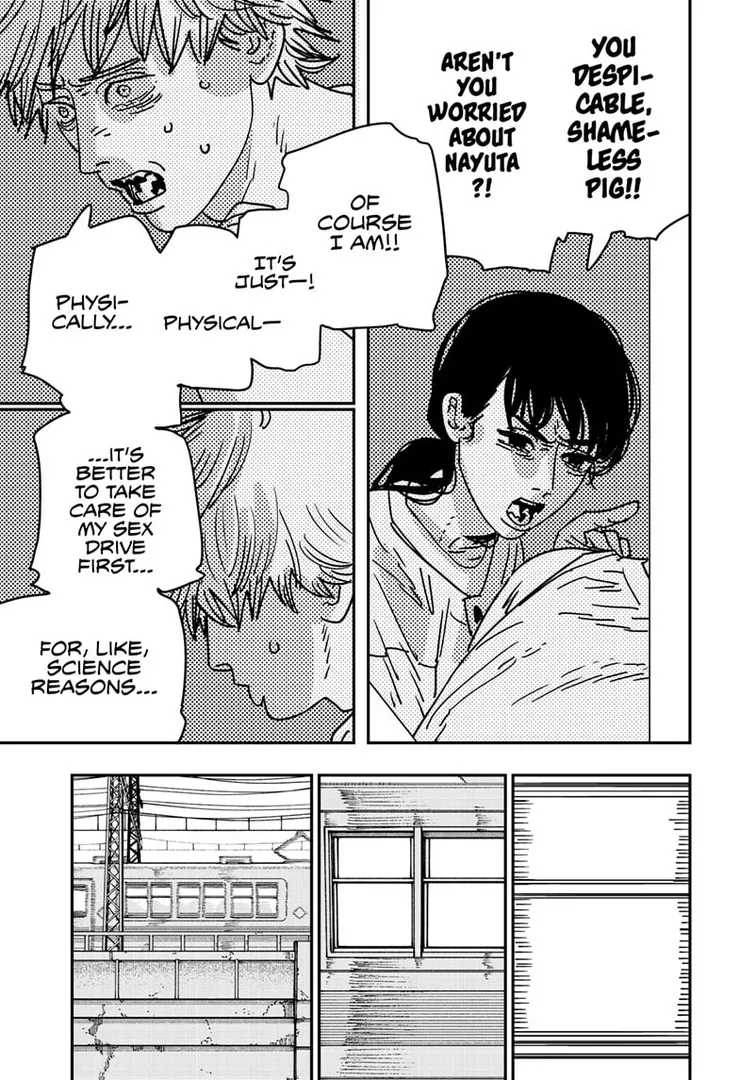 YOU
DESPI-
CABLE,
SHAME-
LESS
PIG!!
AREN'T
YOU
WORRIED
ABOUT
NAYUTA
?!
OF
COURSE
I AM!!
IT'S
JUST—!
PHYSICAL—
PHYSI-
CALLY...
...IT'S
BETTER
TO TAKE
CARE OF
MY SEX
DRIVE
FIRST...
FOR, LIKE,
SCIENCE
REASONS...